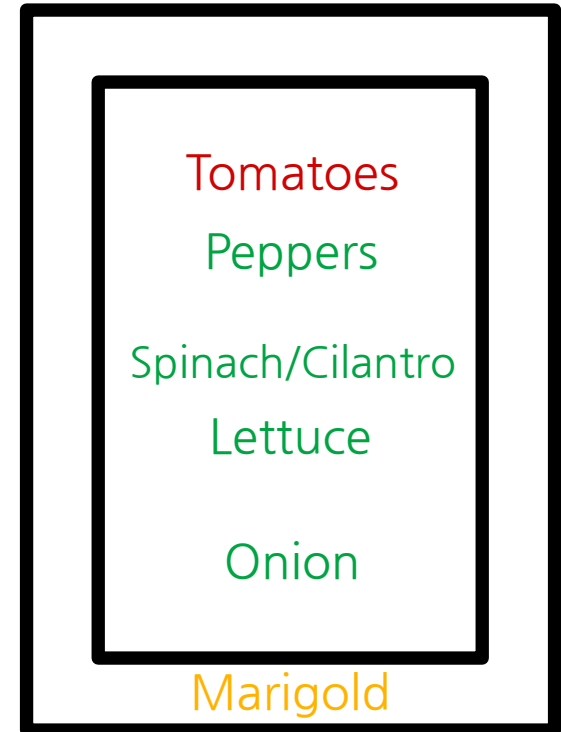 Tomatoes
Peppers
Spinach/Cilantro
Lettuce
Onion
Marigold